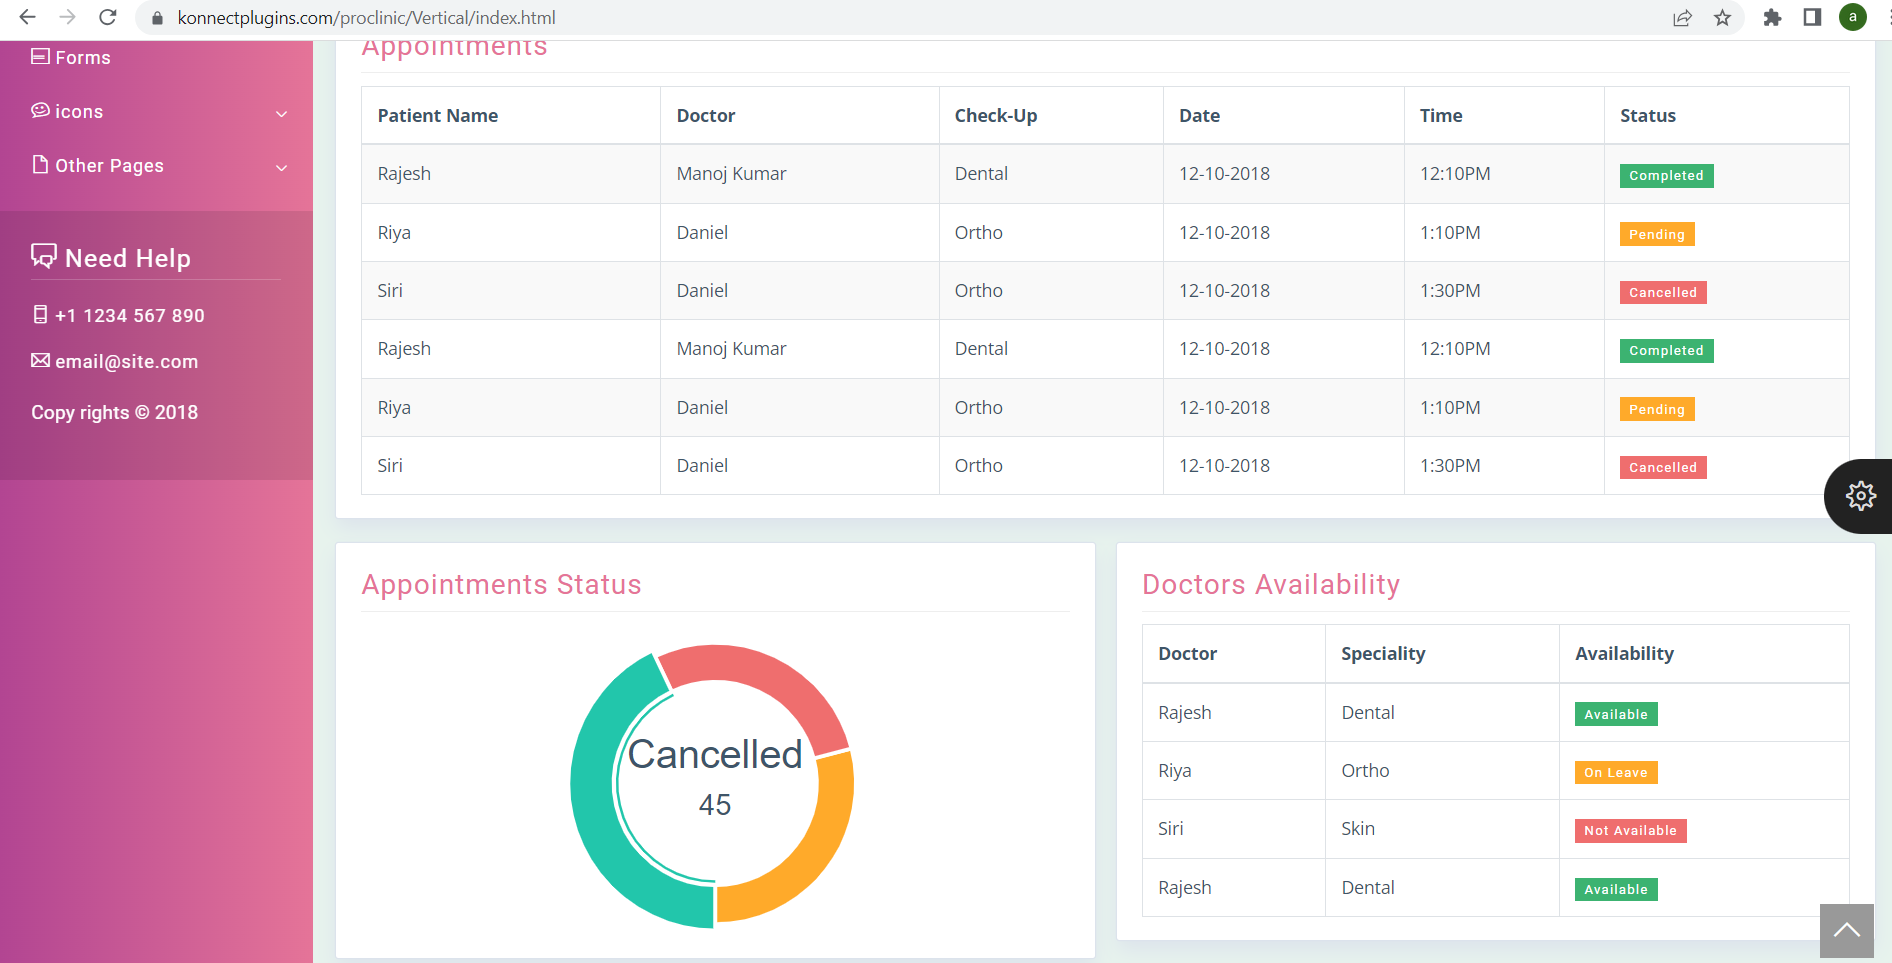 konnectplugins.com/proclinic/Vertical/index.html
a
Forms
icons
Other Pages
Need Help
+1 1234 567 890
email@site.com
Copy rights © 2018
Appointments
Patient Name Doctor Check-Up Date Time Status
Rajesh Manoj Kumar Dental 12-10-2018 12:10PM Completed
Riya Daniel Ortho 12-10-2018 1:10PM Pending
Siri Daniel Ortho 12-10-2018 1:30PM Cancelled
Rajesh Manoj Kumar Dental 12-10-2018 12:10PM Completed
Riya Daniel Ortho 12-10-2018 1:10PM Pending
Siri Daniel Ortho 12-10-2018 1:30PM Cancelled
Appointments Status
Cancelled
45
Doctors Availability
Doctor Speciality Availability
Rajesh Dental Available
Riya Ortho On Leave
Siri Skin Not Available
Rajesh Dental Available